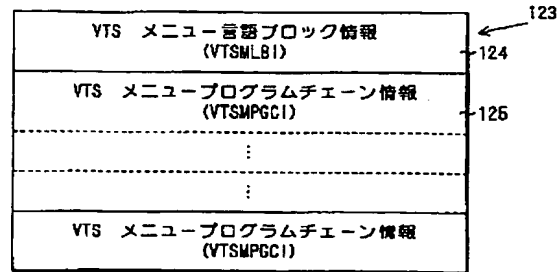 123
VTS メニュー言語ブロック情報
(VTSMLBI)
124
VTS メニュープログラムチェーン情報
(VTSMPGCI)
125
⋮
⋮
VTS メニュープログラムチェーン情報
(VTSMPGCI)